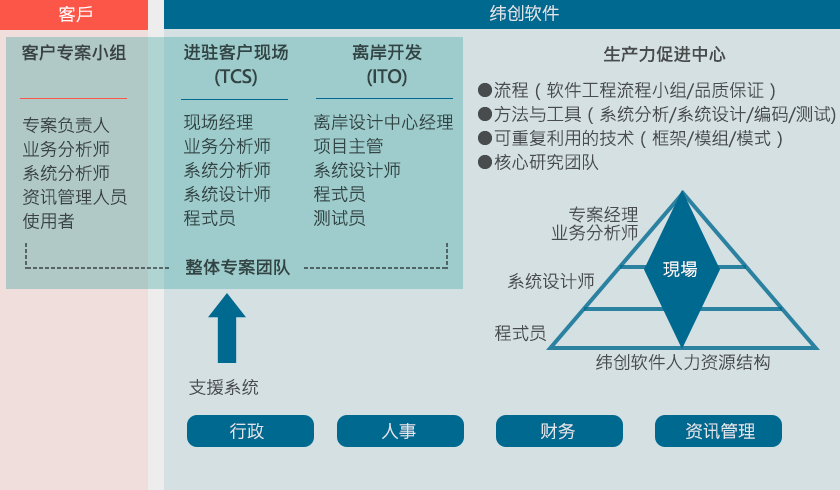 客戶
纬创软件
客户专案小组
专案负责人
业务分析师
系统分析师
资讯管理人员
使用者
进驻客户现场
(TCS)
现场经理
业务分析师
系统分析师
系统设计师
程式员
离岸开发
(ITO)
离岸设计中心经理
项目主管
系统设计师
程式员
测试员
整体专案团队
支援系统
生产力促进中心
●流程（软件工程流程小组/品质保证）
●方法与工具（系统分析/系统设计/编码/测试)
●可重复利用的技术（框架/模组/模式）
●核心研究团队
专案经理
业务分析师
系统设计师
程式员
現場
纬创软件人力资源结构
行政
人事
财务
资讯管理